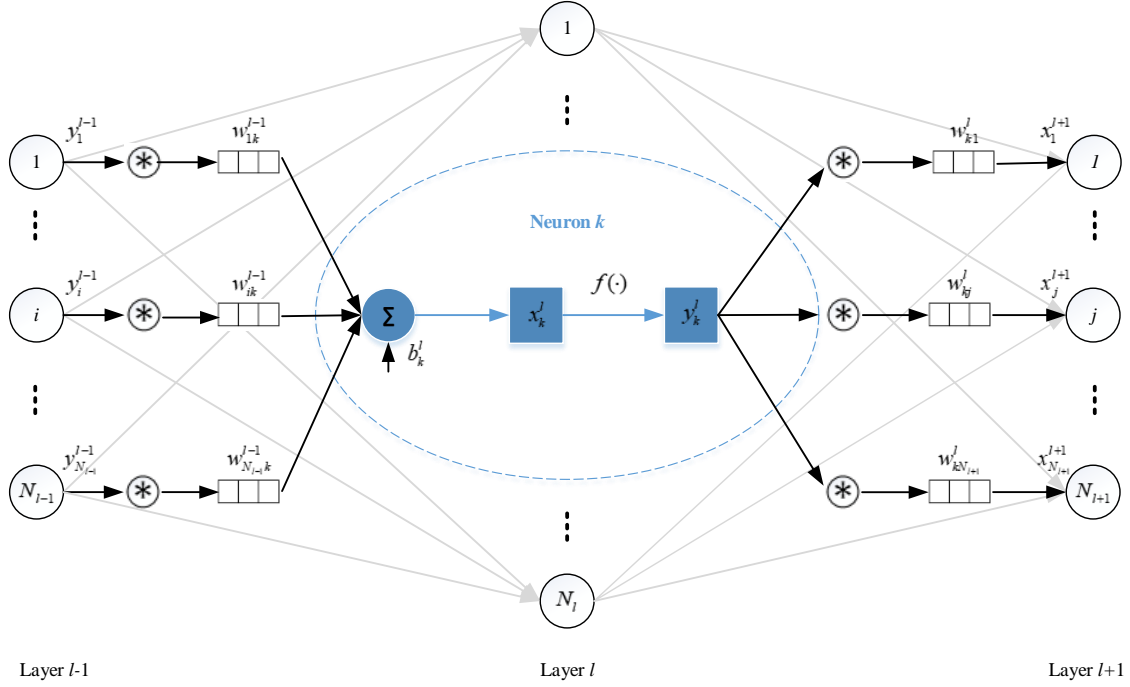 1
y_1^{l-1}
w_{1k}^{l-1}
w_{k1}^{l}
x_1^{l+1}
1
*
*
1
Neuron k
y_i^{l-1}
w_{ik}^{l-1}
f(·)
w_{kj}^{l}
x_j^{l+1}
i
*
Σ
x_k^l
y_k^l
*
j
b_k^l
y_{N_{l-1}}^{l-1}
w_{N_{l-1}k}^{l-1}
w_{kN_{l+1}}^{l}
x_{N_{l+1}}^{l+1}
N_{l-1}
*
*
N_{l+1}
N_l
Layer l-1
Layer l
Layer l+1